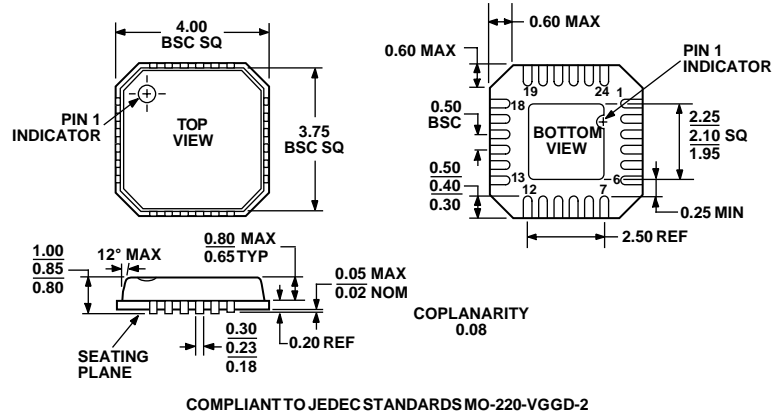 4.00
BSC SQ
PIN 1
INDICATOR
TOP
VIEW
3.75
BSC SQ
0.60 MAX
0.60 MAX
PIN 1
INDICATOR
19
24
1
18
0.50
BSC
BOTTOM
VIEW
2.25
2.10 SQ
1.95
0.50
0.40
0.30
13
12
7
6
0.25 MIN
2.50 REF
1.00
0.85
0.80
12° MAX
0.80 MAX
0.65 TYP
0.05 MAX
0.02 NOM
0.30
0.23
0.18
0.20 REF
SEATING
PLANE
COPLANARITY
0.08
COMPLIANT TO JEDEC STANDARDS MO-220-VGGD-2